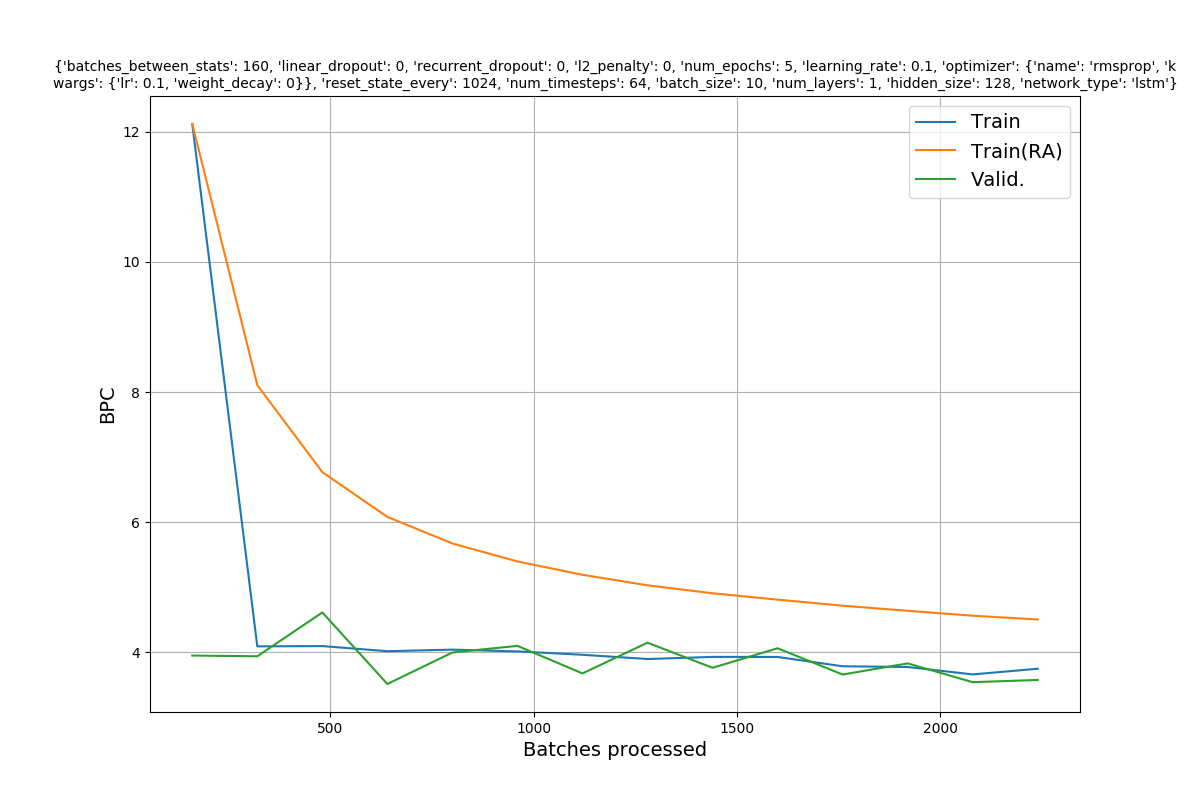 {'batches_between_stats': 160, 'linear_dropout': 0, 'recurrent_dropout': 0, 'l2_penalty': 0, 'num_epochs': 5, 'learning_rate': 0.1, 'optimizer': {'name': 'rmsprop', 'k
wargs': {'lr': 0.1, 'weight_decay': 0}}, 'reset_state_every': 1024, 'num_timesteps': 64, 'batch_size': 10, 'num_layers': 1, 'hidden_size': 128, 'network_type': 'lstm'}
Train
Train(RA)
Valid.
12
10
8
6
4
BPC
500
1000
1500
2000
Batches processed